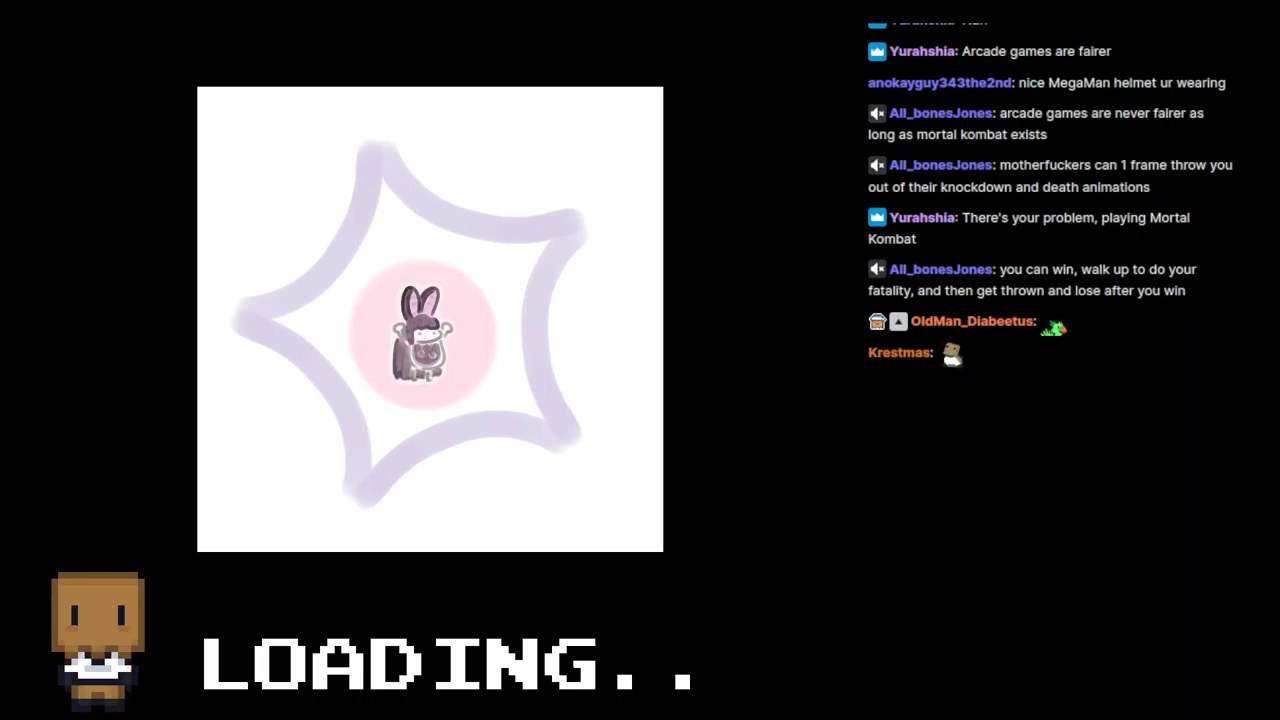 Yurahshia: Arcade games are fairer
anokayguy343the2nd: nice MegaMan helmet ur wearing
All_bonesJones: arcade games are never fairer as
long as mortal kombat exists
All_bonesJones: motherfuckers can 1 frame throw you
out of their knockdown and death animations
Yurahshia: There's your problem, playing Mortal
Kombat
All_bonesJones: you can win, walk up to do your
fatality, and then get thrown and lose after you win
OldMan_Diabeetus:
Krestmas:
LOADING..